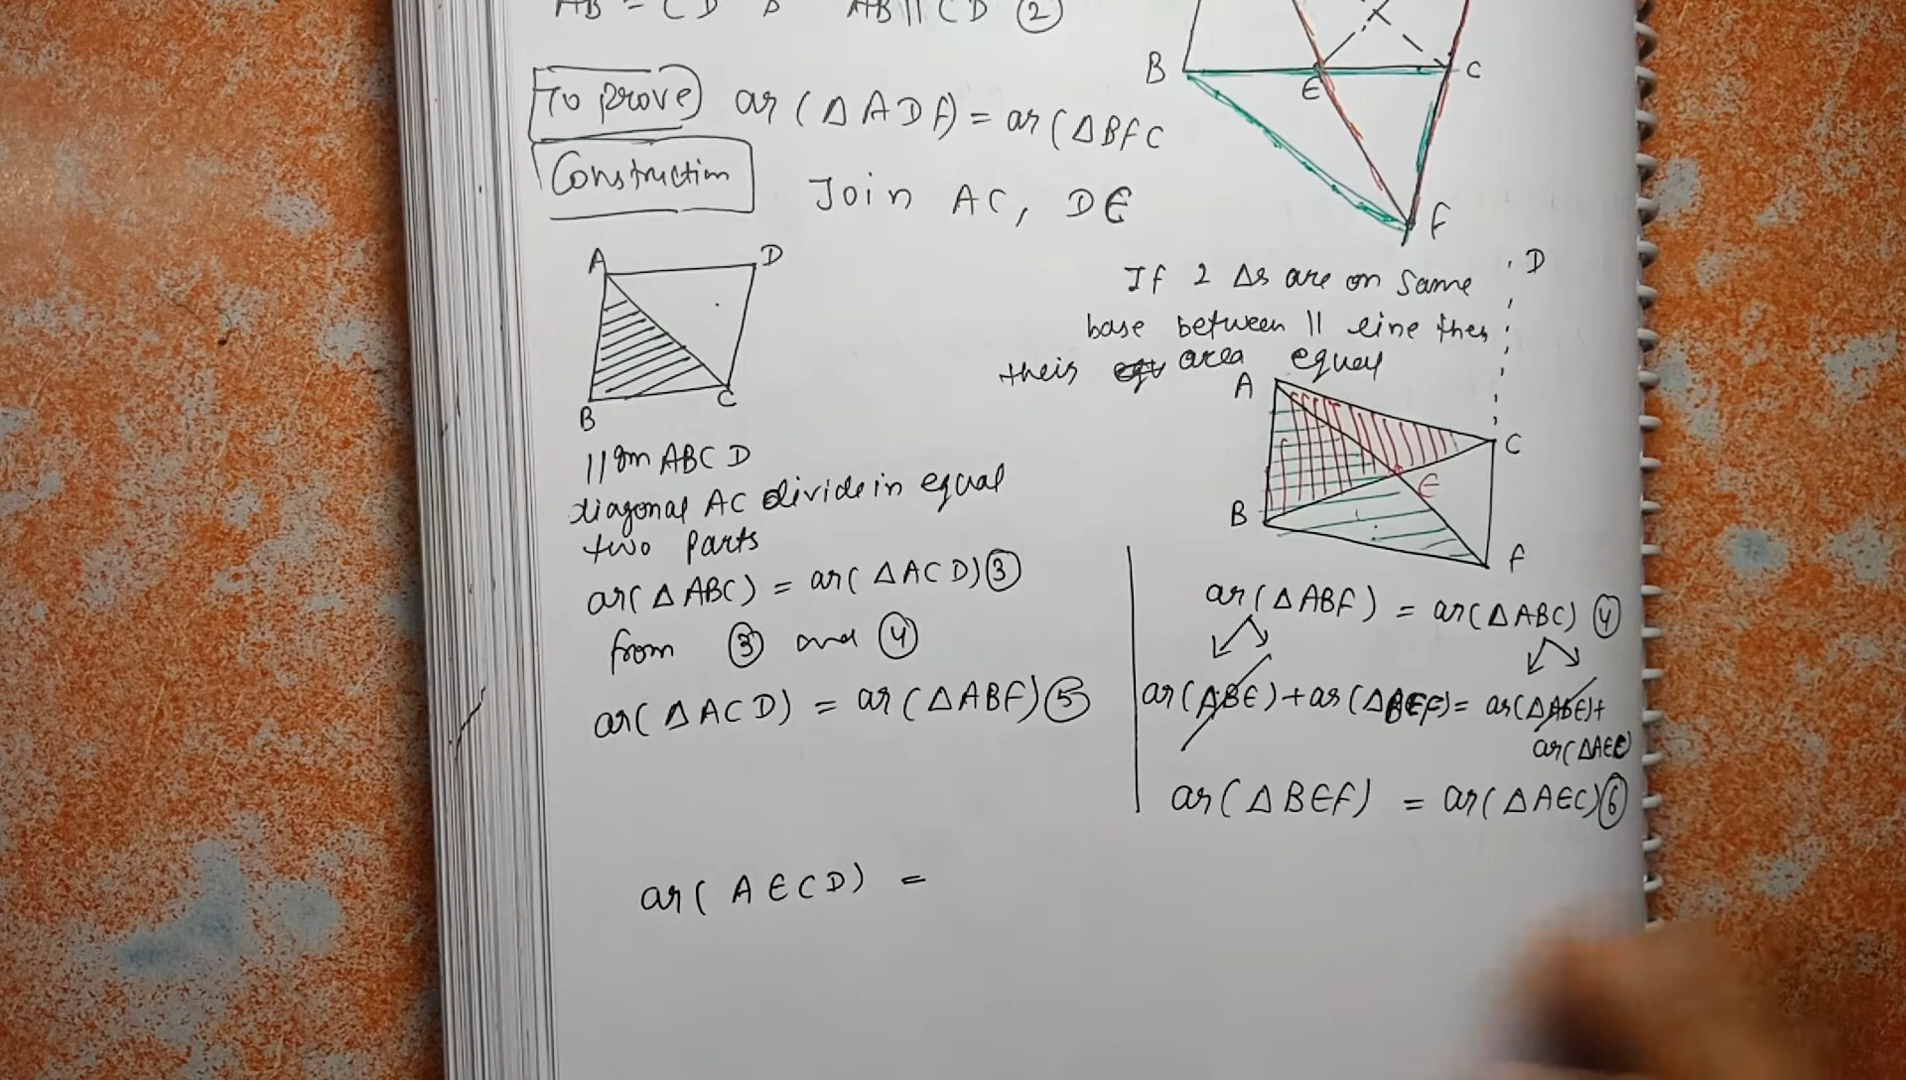 AB = CD & AB || CD ②
B E C
To prove ar (Δ ADF) = ar (Δ BFC
Construction Join AC, DE
F
A D
B C
If 2 Δs are on Same
base between || line then
their area equal
D
A
C
E
B
F
||gm ABCD
diagonal AC divide in equal
two parts
ar( Δ ABC) = ar( Δ ACD) ③
from ③ and ④
ar( Δ ACD) = ar( Δ ABF) ⑤
ar( Δ ABF) = ar( Δ ABC) ④
ar( ABE) + ar (Δ BEF) = ar( Δ ABE) +
ar( Δ AEC)
ar( Δ BEF) = ar( Δ AEC) ⑥
ar( AECD) =